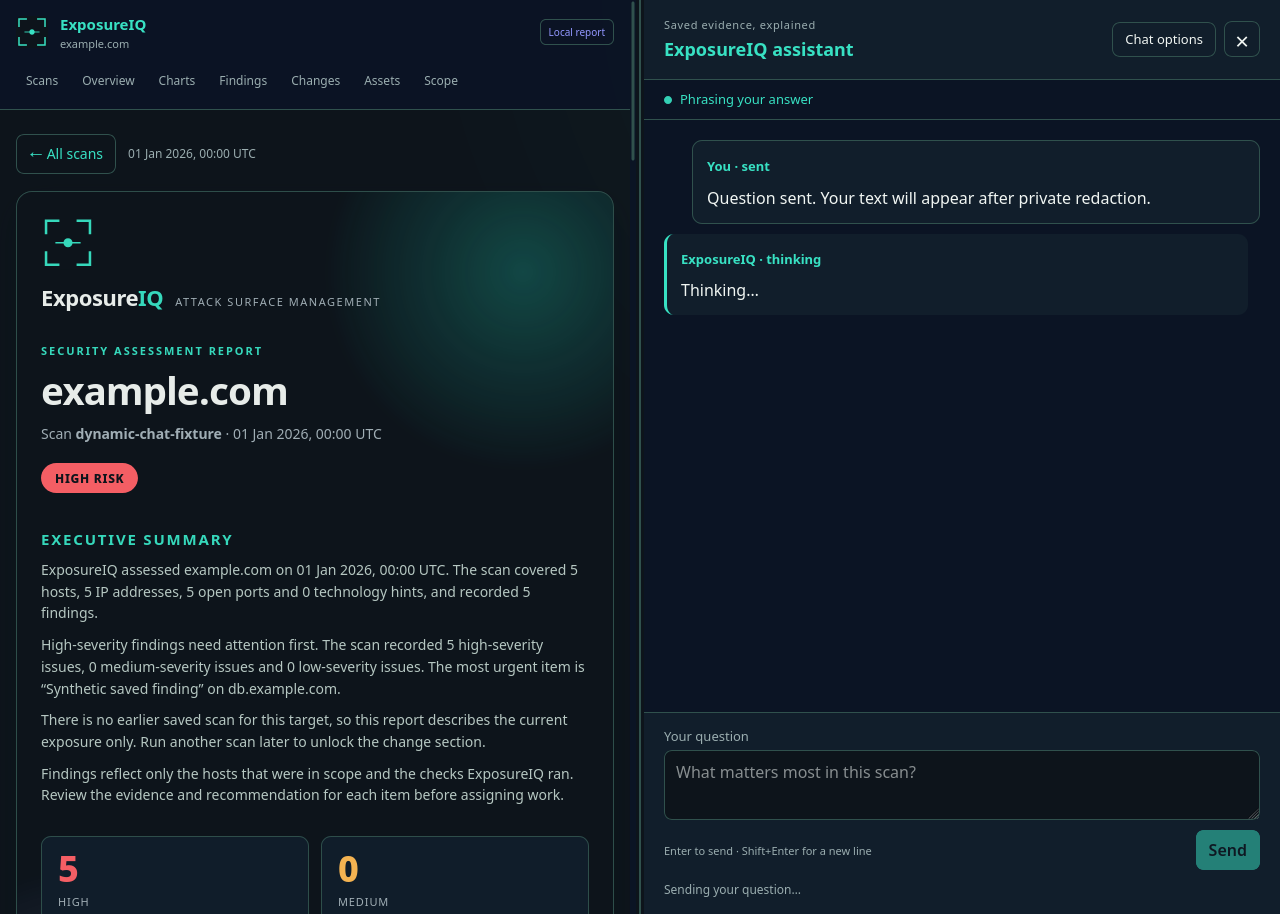 ExposureIQ
example.com
Local report
Scans Overview Charts Findings Changes Assets Scope
← All scans 01 Jan 2026, 00:00 UTC
ExposureIQ ATTACK SURFACE MANAGEMENT
SECURITY ASSESSMENT REPORT
example.com
Scan dynamic-chat-fixture · 01 Jan 2026, 00:00 UTC
HIGH RISK
EXECUTIVE SUMMARY
ExposureIQ assessed example.com on 01 Jan 2026, 00:00 UTC. The scan covered 5
hosts, 5 IP addresses, 5 open ports and 0 technology hints, and recorded 5
findings.
High-severity findings need attention first. The scan recorded 5 high-severity
issues, 0 medium-severity issues and 0 low-severity issues. The most urgent item is
“Synthetic saved finding” on db.example.com.
There is no earlier saved scan for this target, so this report describes the current
exposure only. Run another scan later to unlock the change section.
Findings reflect only the hosts that were in scope and the checks ExposureIQ ran.
Review the evidence and recommendation for each item before assigning work.
5
HIGH
0
MEDIUM
Saved evidence, explained
ExposureIQ assistant
Chat options ✕
Phrasing your answer
You · sent
Question sent. Your text will appear after private redaction.
ExposureIQ · thinking
Thinking…
Your question
What matters most in this scan?
Enter to send · Shift+Enter for a new line
Send
Sending your question…